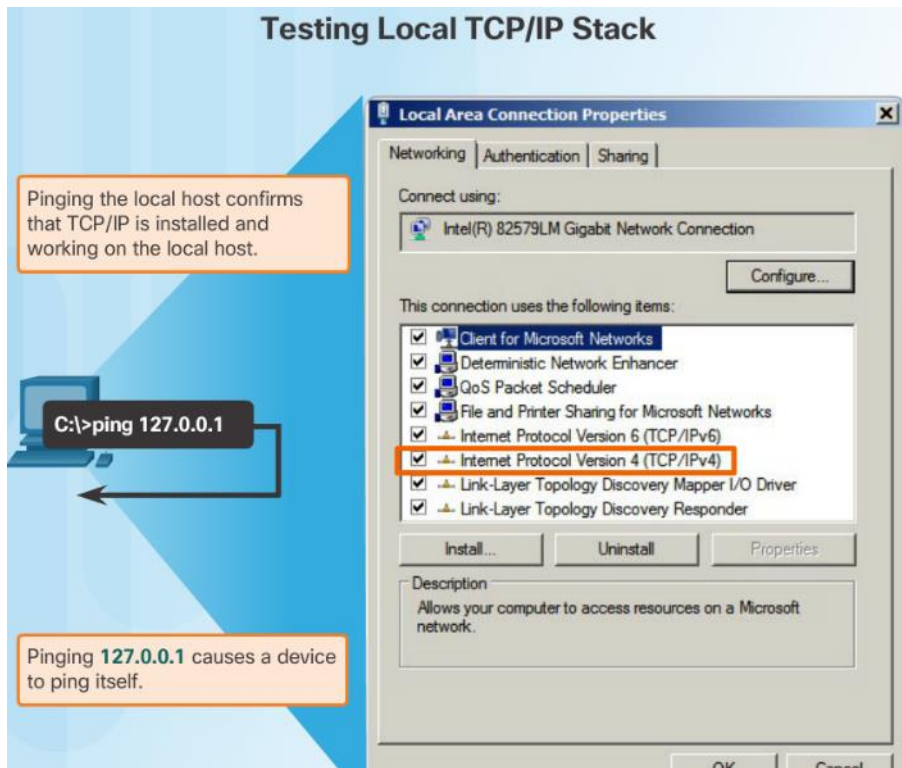 Testing Local TCP/IP Stack
Pinging the local host confirms
that TCP/IP is installed and
working on the local host.
C:\>ping 127.0.0.1
Pinging 127.0.0.1 causes a device
to ping itself.
Local Area Connection Properties
Networking Authentication Sharing
Connect using:
Intel(R) 82579LM Gigabit Network Connection
Configure...
This connection uses the following items:
Client for Microsoft Networks
Deterministic Network Enhancer
QoS Packet Scheduler
File and Printer Sharing for Microsoft Networks
Internet Protocol Version 6 (TCP/IPv6)
Internet Protocol Version 4 (TCP/IPv4)
Link-Layer Topology Discovery Mapper I/O Driver
Link-Layer Topology Discovery Responder
Install... Uninstall Properties
Description
Allows your computer to access resources on a Microsoft
network.
OK Cancel